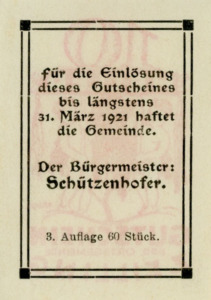 für die Einlösung
dieses Gutscheines
bis längstens
31. März 1921 haftet
die Gemeinde.
Der Bürgermeister:
Schützenhofer.
3. Auflage 60 Stück.